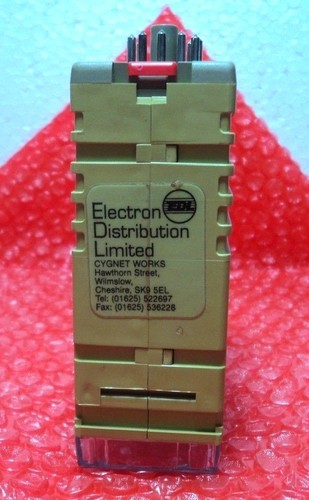 Electron
Distribution
Limited
CYGNET WORKS
Hawthorn Street,
Wilmslow,
Cheshire, SK9 5EL
Tel: (01625) 522697
Fax: (01625) 536228